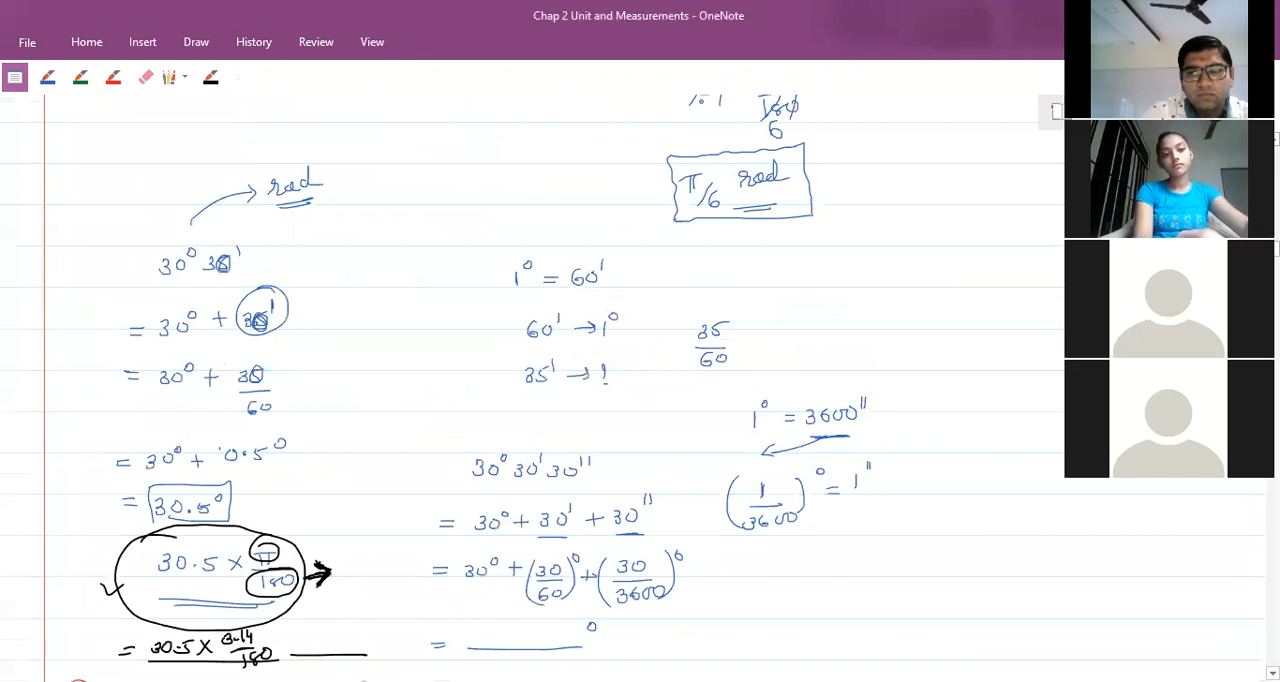 Chap 2 Unit and Measurements - OneNote
File Home Insert Draw History Review View
180
6
π/6 rad
rad
30° 30'
= 30° + 30'
= 30° + 30/60
= 30° + 0.5°
= 30.5°
30.5 × π/180
= 30.5 × 3.14/180
1° = 60'
60' → 1°
35' → ?
35/60
1° = 3600''
(1/3600)° = 1''
30° 30' 30''
= 30° + 30' + 30''
= 30° + (30/60)° + (30/3600)°
= ______°